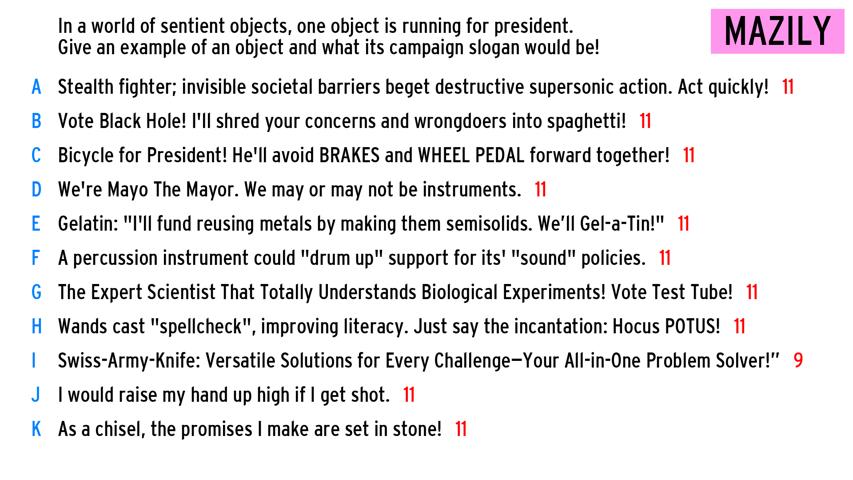 In a world of sentient objects, one object is running for president.
Give an example of an object and what its campaign slogan would be!
MAZILY
A Stealth fighter; invisible societal barriers beget destructive supersonic action. Act quickly! 11
B Vote Black Hole! I'll shred your concerns and wrongdoers into spaghetti! 11
C Bicycle for President! He'll avoid BRAKES and WHEEL PEDAL forward together! 11
D We're Mayo The Mayor. We may or may not be instruments. 11
E Gelatin: "I'll fund reusing metals by making them semisolids. We’ll Gel-a-Tin!" 11
F A percussion instrument could "drum up" support for its' "sound" policies. 11
G The Expert Scientist That Totally Understands Biological Experiments! Vote Test Tube! 11
H Wands cast "spellcheck", improving literacy. Just say the incantation: Hocus POTUS! 11
I Swiss-Army-Knife: Versatile Solutions for Every Challenge—Your All-in-One Problem Solver!” 9
J I would raise my hand up high if I get shot. 11
K As a chisel, the promises I make are set in stone! 11